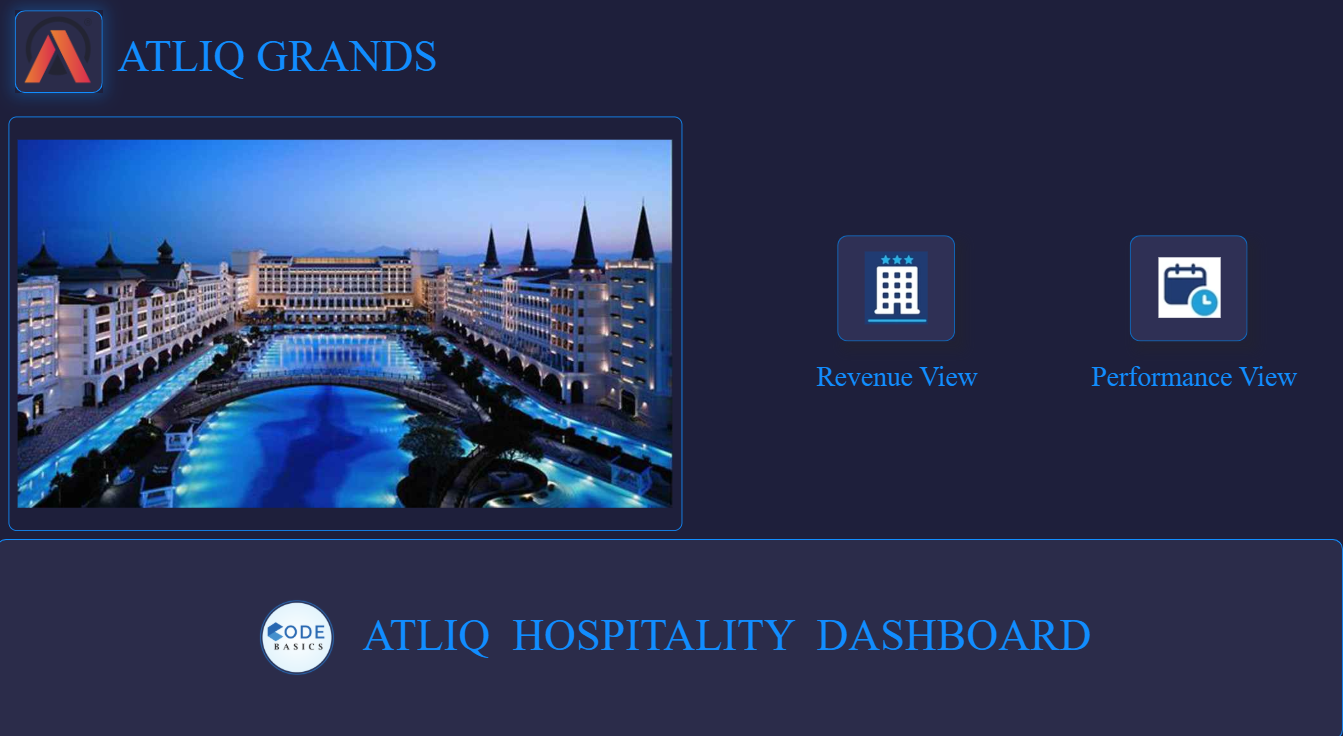 ATLIQ GRANDS
Revenue View
Performance View
CODE
BASICS
ATLIQ HOSPITALITY DASHBOARD